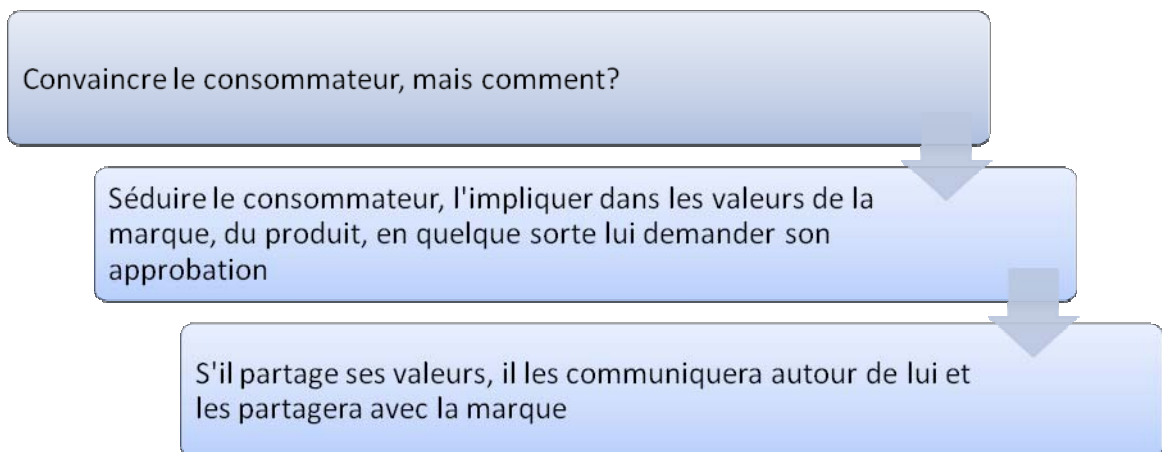 Convaincre le consommateur, mais comment?
Séduire le consommateur, l'impliquer dans les valeurs de la
marque, du produit, en quelque sorte lui demander son
approbation
S'il partage ses valeurs, il les communiquera autour de lui et
les partagera avec la marque